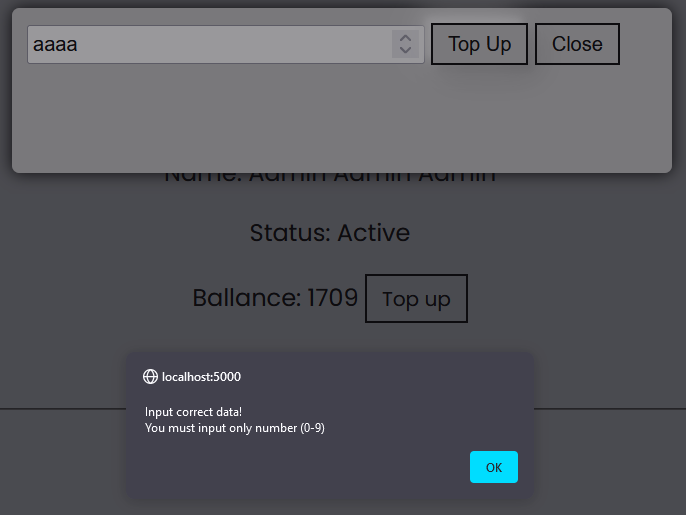 aaaa Top Up Close
Name: Admin Admin Admin
Status: Active
Ballance: 1709 Top up
localhost:5000
Input correct data!
You must input only number (0-9)
OK